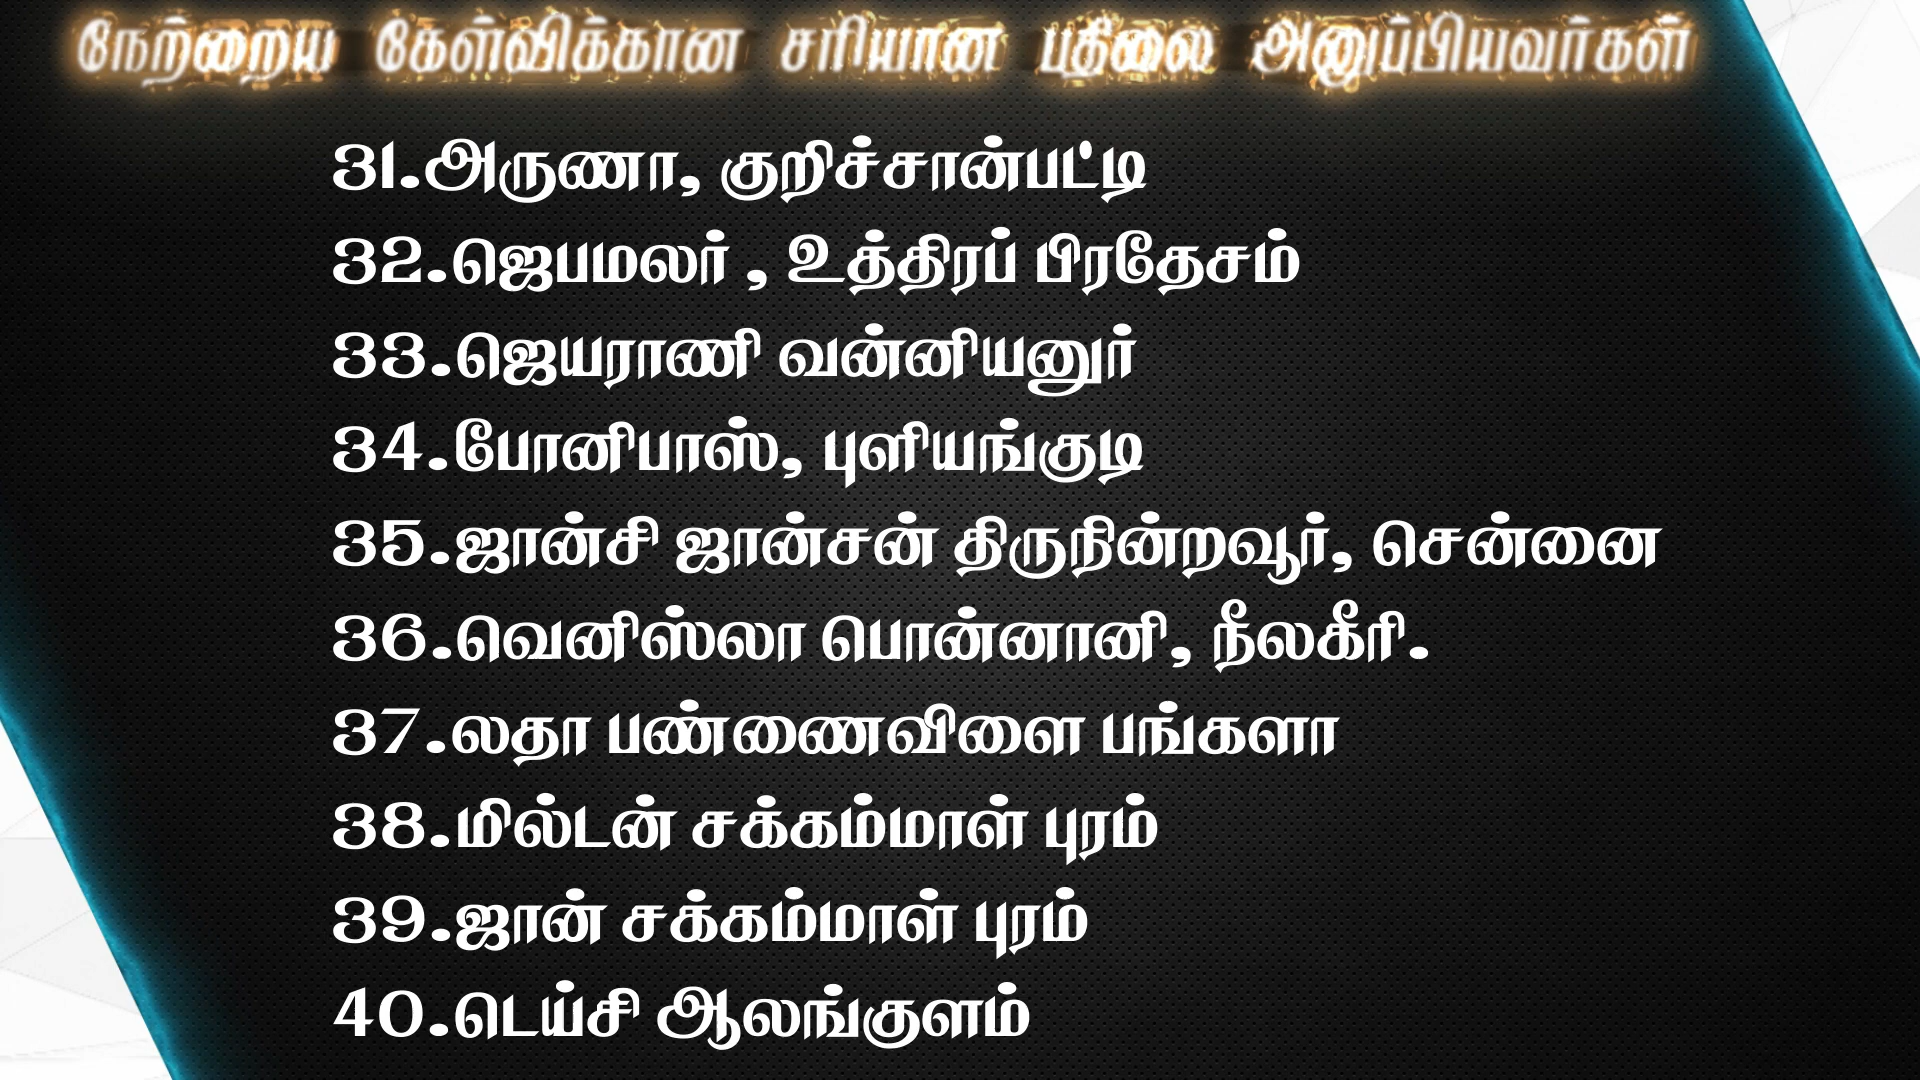 நேற்றைய கேள்விக்கான சரியான பதிலை அனுப்பியவர்கள்
31.அருணா, குறிச்சான்பட்டி
32.ஜெபமலர் , உத்திரப் பிரதேசம்
33.ஜெயராணி வன்னியனுர்
34.போனிபாஸ், புளியங்குடி
35.ஜான்சி ஜான்சன் திருநின்றவூர், சென்னை
36.வெனிஸ்லா பொன்னானி, நீலகீரி.
37.லதா பண்ணைவிளை பங்களா
38.மில்டன் சக்கம்மாள் புரம்
39.ஜான் சக்கம்மாள் புரம்
40.டெய்சி ஆலங்குளம்